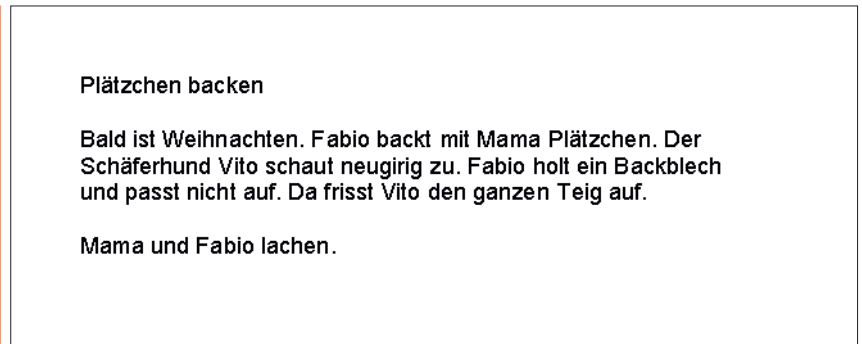 Plätzchen backen
Bald ist Weihnachten. Fabio backt mit Mama Plätzchen. Der
Schäferhund Vito schaut neugirig zu. Fabio holt ein Backblech
und passt nicht auf. Da frisst Vito den ganzen Teig auf.
Mama und Fabio lachen.